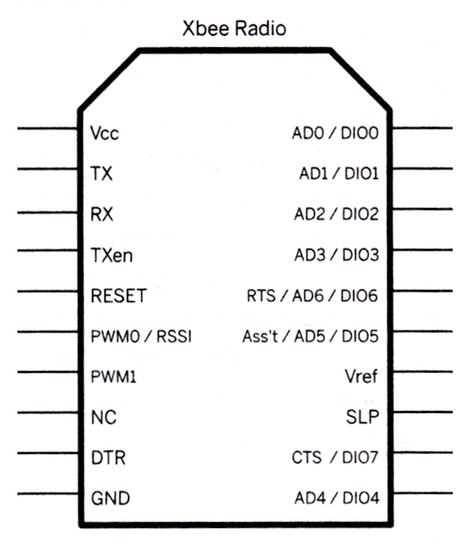 Xbee Radio
Vcc
AD0 / DIO0
TX
AD1 / DIO1
RX
AD2 / DIO2
TXen
AD3 / DIO3
RESET
RTS / AD6 / DIO6
PWM0 / RSSI
Ass't / AD5 / DIO5
PWM1
Vref
NC
SLP
DTR
CTS / DIO7
GND
AD4 / DIO4